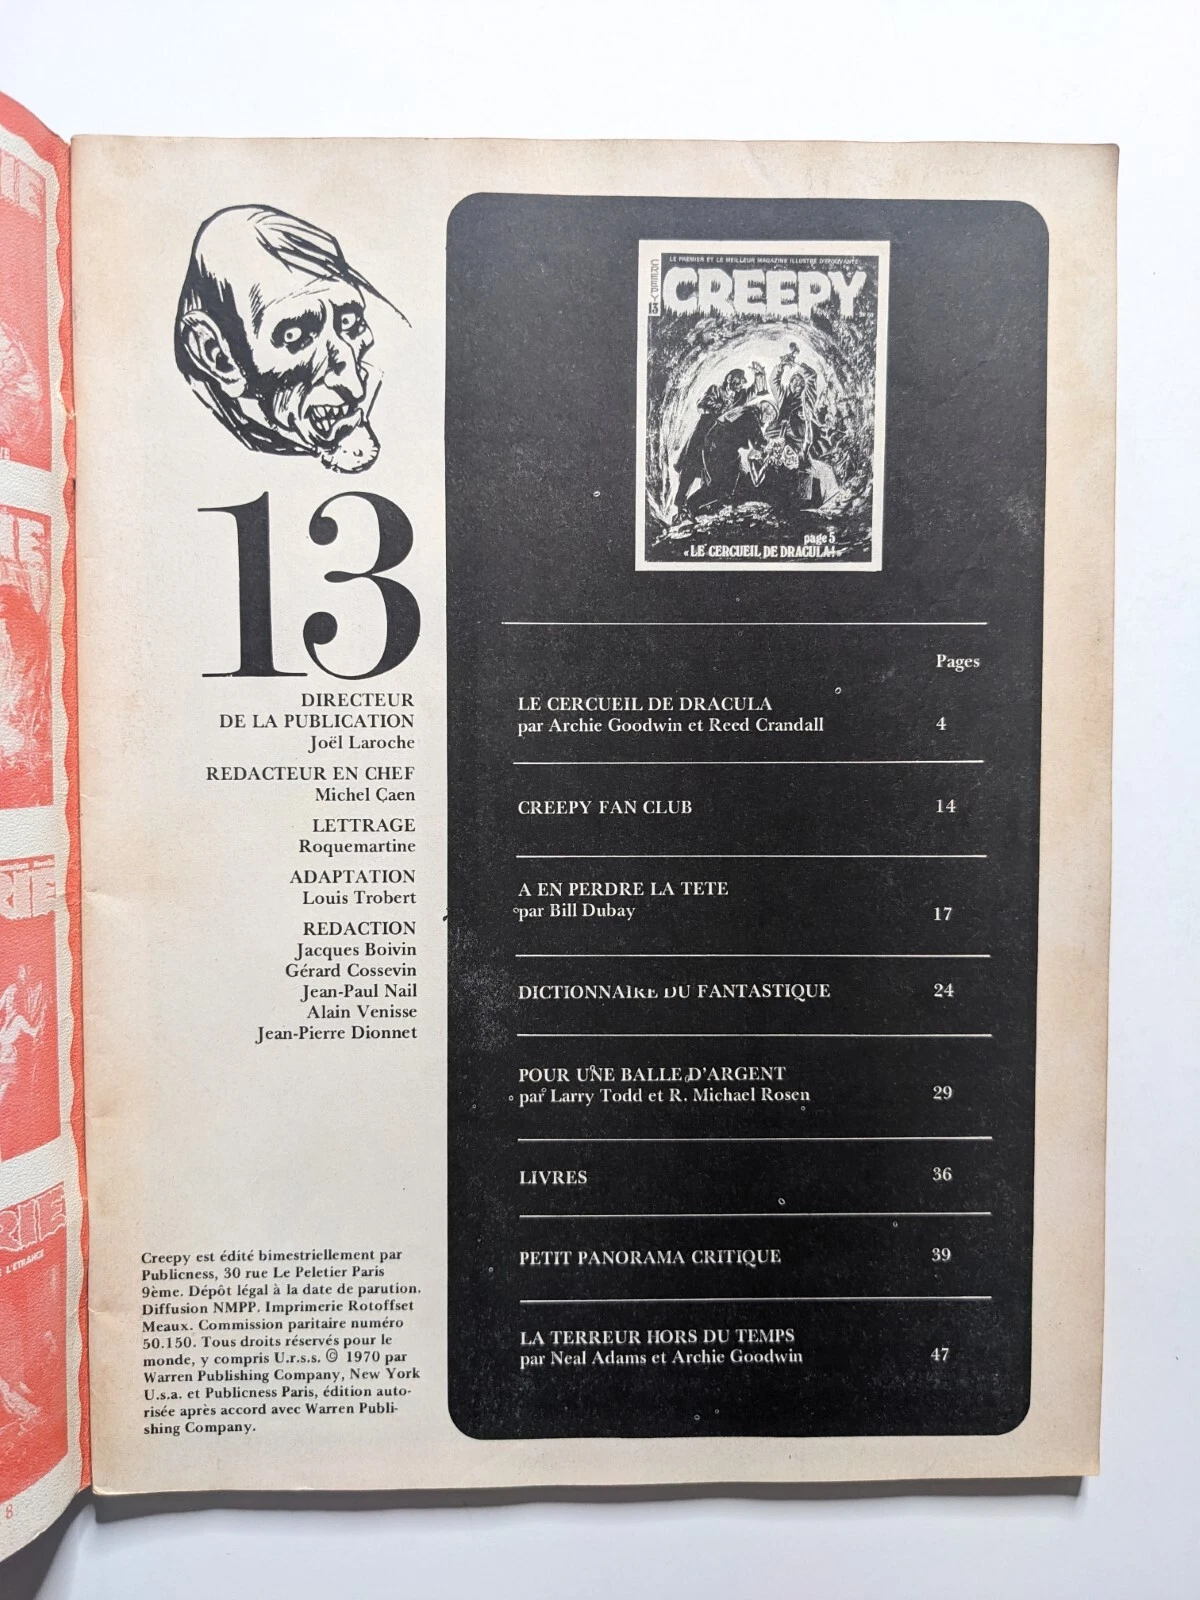 13
DIRECTEUR
DE LA PUBLICATION
Joël Laroche
REDACTEUR EN CHEF
Michel Caen
LETTRAGE
Roquemartine
ADAPTATION
Louis Trobert
REDACTION
Jacques Boivin
Gérard Cossevin
Jean-Paul Nail
Alain Venisse
Jean-Pierre Dionnet
Creepy est édité bimestriellement par
Publicness, 30 rue Le Peletier Paris
9ème. Dépôt légal à la date de parution.
Diffusion NMPP. Imprimerie Rotoffset
Meaux. Commission paritaire numéro
50.150. Tous droits réservés pour le
monde, y compris U.r.s.s. © 1970 par
Warren Publishing Company, New York
U.s.a. et Publicness Paris, édition auto-
risée après accord avec Warren Publi-
shing Company.
LE PREMIER ET LE MEILLEUR MAGAZINE ILLUSTRE D'EPOUVANTE
CREEPY
13
CREEPY
page 5
«LE CERCUEIL DE DRACULA!»
Pages
LE CERCUEIL DE DRACULA
par Archie Goodwin et Reed Crandall 4
CREEPY FAN CLUB 14
A EN PERDRE LA TETE
par Bill Dubay 17
DICTIONNAIRE DU FANTASTIQUE 24
POUR UNE BALLE D'ARGENT
par Larry Todd et R. Michael Rosen 29
LIVRES 36
PETIT PANORAMA CRITIQUE 39
LA TERREUR HORS DU TEMPS
par Neal Adams et Archie Goodwin 47
8